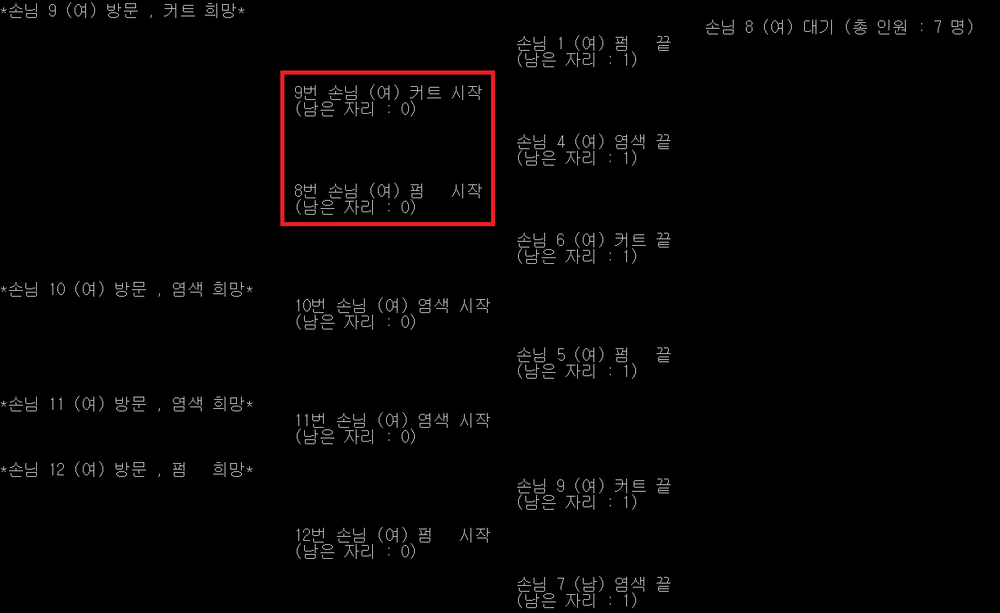 *손님 9 (여) 방문 , 커트 희망*
손님 8 (여) 대기 (총 인원 : 7 명)
손님 1 (여) 펌 끝
(남은 자리 : 1)
9번 손님 (여) 커트 시작
(남은 자리 : 0)
손님 4 (여) 염색 끝
(남은 자리 : 1)
8번 손님 (여) 펌 시작
(남은 자리 : 0)
손님 6 (여) 커트 끝
(남은 자리 : 1)
*손님 10 (여) 방문 , 염색 희망*
10번 손님 (여) 염색 시작
(남은 자리 : 0)
손님 5 (여) 펌 끝
(남은 자리 : 1)
*손님 11 (여) 방문 , 염색 희망*
11번 손님 (여) 염색 시작
(남은 자리 : 0)
*손님 12 (여) 방문 , 펌 희망*
손님 9 (여) 커트 끝
(남은 자리 : 1)
12번 손님 (여) 펌 시작
(남은 자리 : 0)
손님 7 (남) 염색 끝
(남은 자리 : 1)